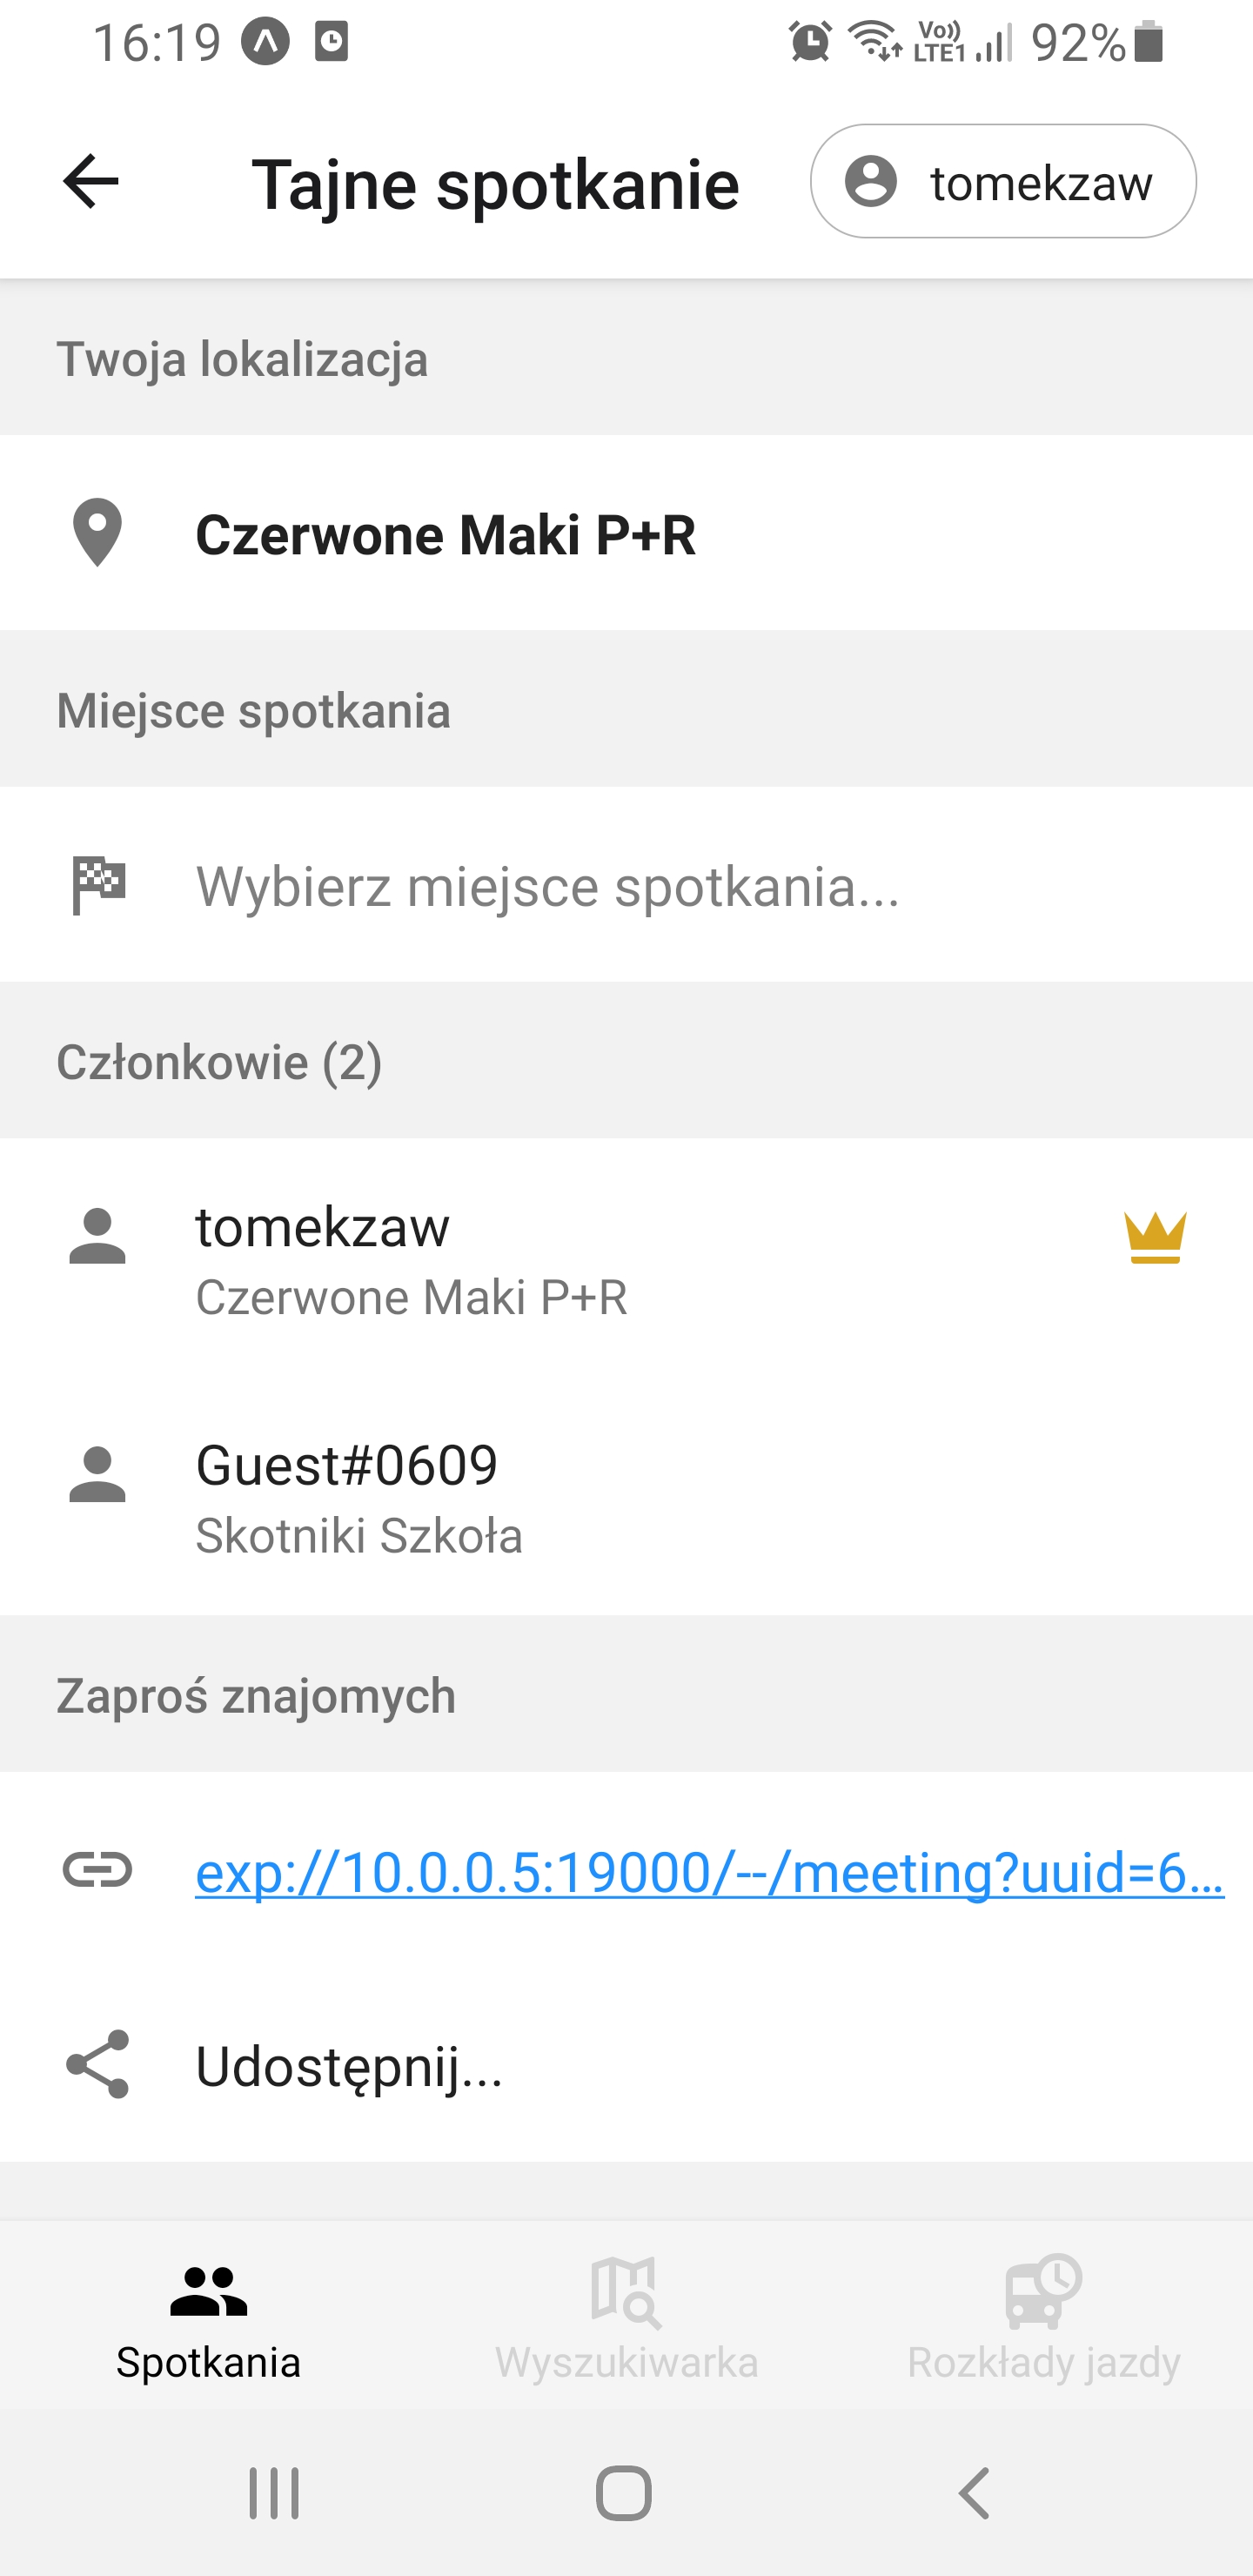 16:19 Vo)) LTE1 92%
Tajne spotkanie tomekzaw
Twoja lokalizacja
Czerwone Maki P+R
Miejsce spotkania
Wybierz miejsce spotkania...
Członkowie (2)
tomekzaw
Czerwone Maki P+R
Guest#0609
Skotniki Szkoła
Zaproś znajomych
exp://10.0.0.5:19000/--/meeting?uuid=6...
Udostępnij...
Spotkania Wyszukiwarka Rozkłady jazdy